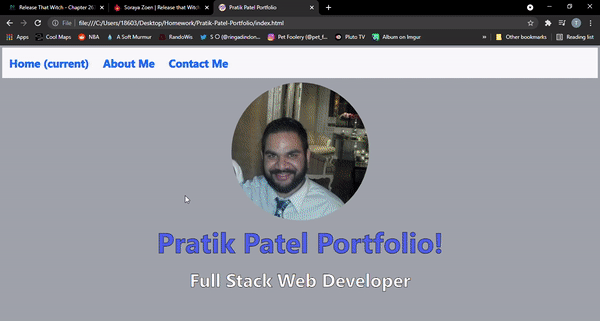 Release That Witch - Chapter 26
Soraya Zoen | Release that Witch
Pratik Patel Portfolio
File | file:///C:/Users/18603/Desktop/Homework/Pratik-Patel-Portfolio/index.html
Apps Cool Maps Reddit NBA A Soft Murmur RandoWis Pet Foolery (@pet_f... Pluto TV Album on Imgur Other bookmarks Reading list
Home (current) About Me Contact Me
Pratik Patel Portfolio!
Full Stack Web Developer